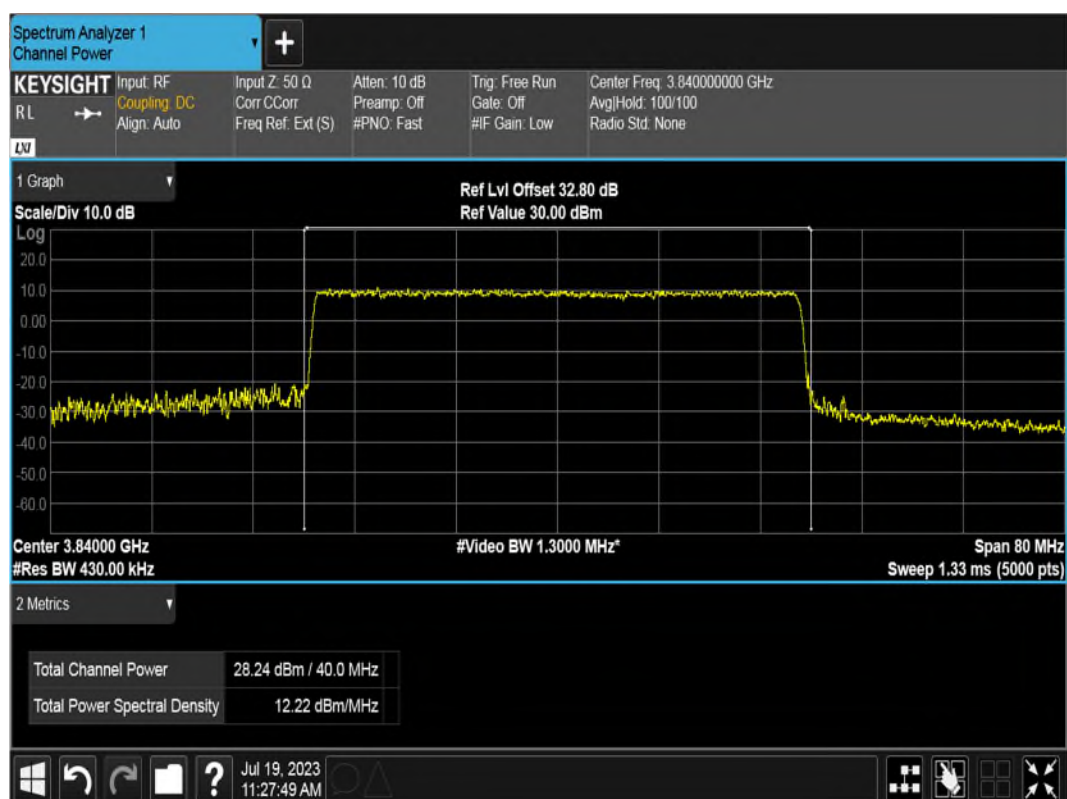 Spectrum Analyzer 1
Channel Power
+
KEYSIGHT
RL
LXI
Input: RF
Coupling: DC
Align: Auto
Input Z: 50 Ω
Corr CCorr
Freq Ref: Ext (S)
Atten: 10 dB
Preamp: Off
#PNO: Fast
Trig: Free Run
Gate: Off
#IF Gain: Low
Center Freq: 3.840000000 GHz
Avg|Hold: 100/100
Radio Std: None
1 Graph
Ref Lvl Offset 32.80 dB
Scale/Div 10.0 dB
Ref Value 30.00 dBm
Log
20.0
10.0
0.00
-10.0
-20.0
-30.0
-40.0
-50.0
-60.0
Center 3.84000 GHz
#Video BW 1.3000 MHz*
Span 80 MHz
#Res BW 430.00 kHz
Sweep 1.33 ms (5000 pts)
2 Metrics
Total Channel Power 28.24 dBm / 40.0 MHz
Total Power Spectral Density 12.22 dBm/MHz
?
Jul 19, 2023
11:27:49 AM